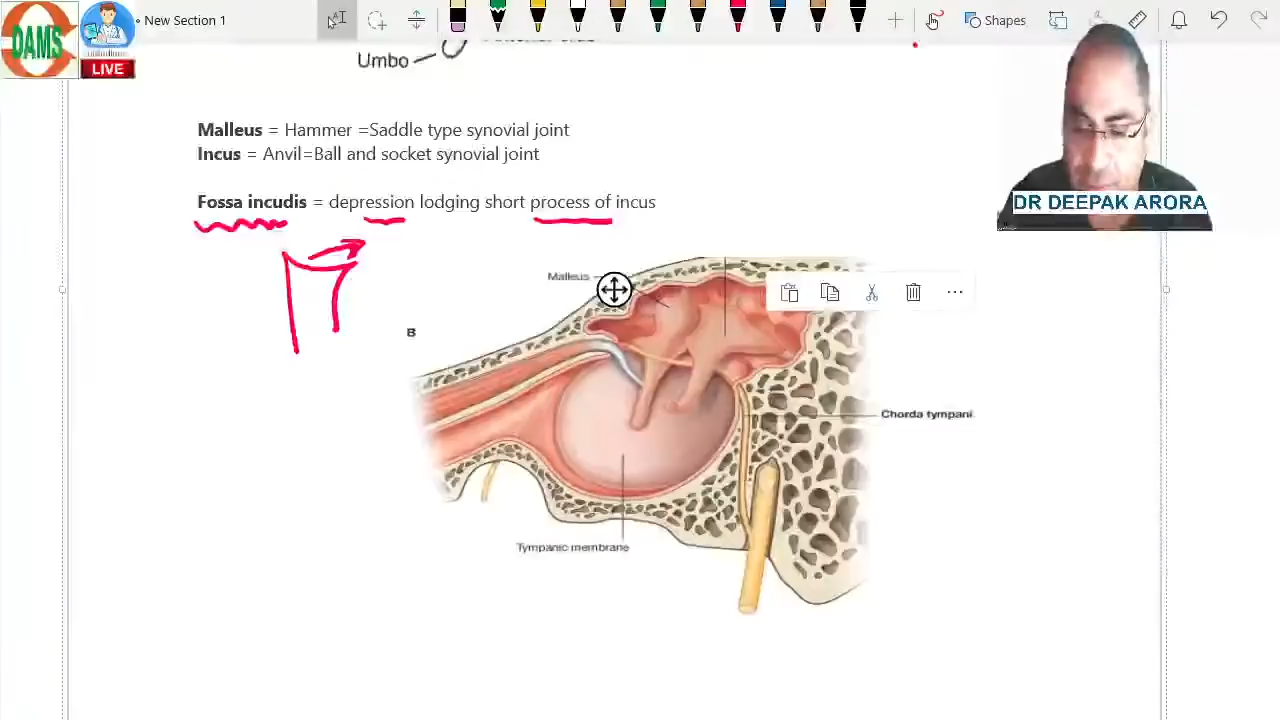 DAMS
LIVE
New Section 1
Shapes
Umbo
Malleus = Hammer =Saddle type synovial joint
Incus = Anvil=Ball and socket synovial joint
Fossa incudis = depression lodging short process of incus
DR DEEPAK ARORA
Malleus
B
Chorda tympani
Tympanic membrane